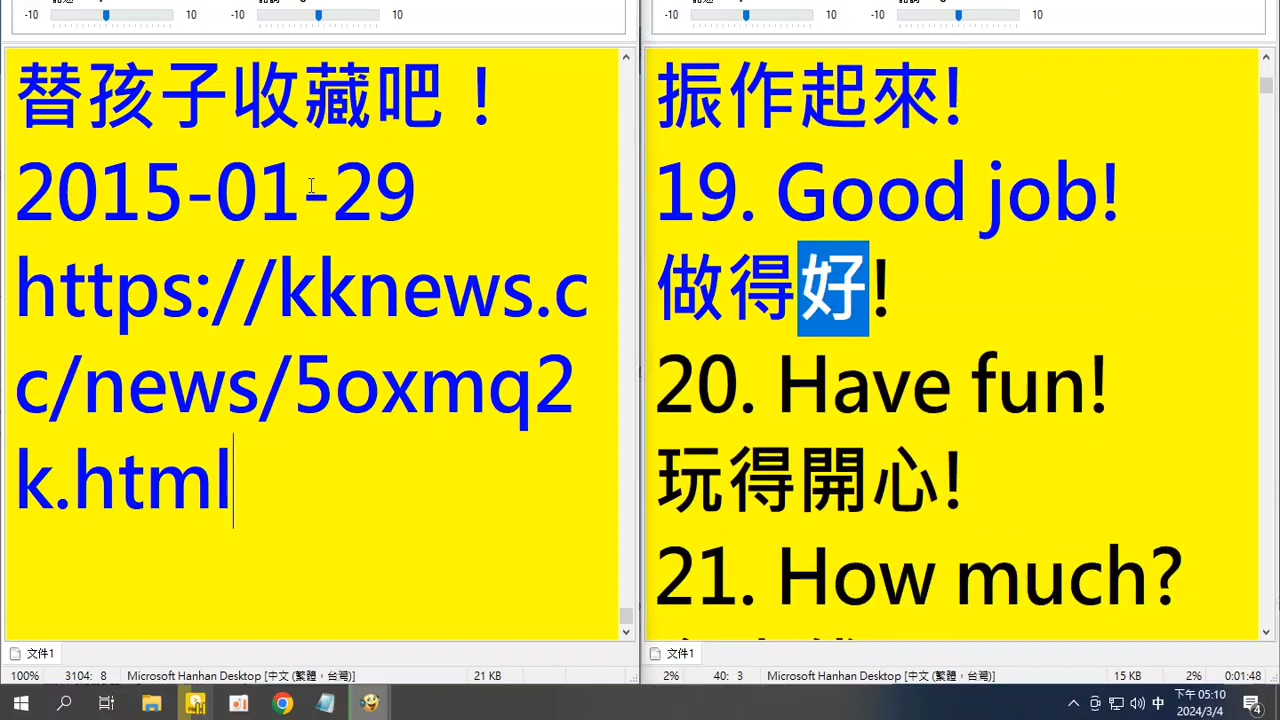 -10
10
-10
10
-10
10
-10
10
替孩子收藏吧！
2015-01-29
https://kknews.c
c/news/5oxmq2
k.html
振作起來!
19. Good job!
做得好!
20. Have fun!
玩得開心!
21. How much?
文件1
文件1
100%
3104: 8
Microsoft Hanhan Desktop [中文 (繁體，台灣)]
21 KB
2%
40: 3
Microsoft Hanhan Desktop [中文 (繁體，台灣)]
15 KB
2%
0:01:48
中
下午 05:10
2024/3/4
4